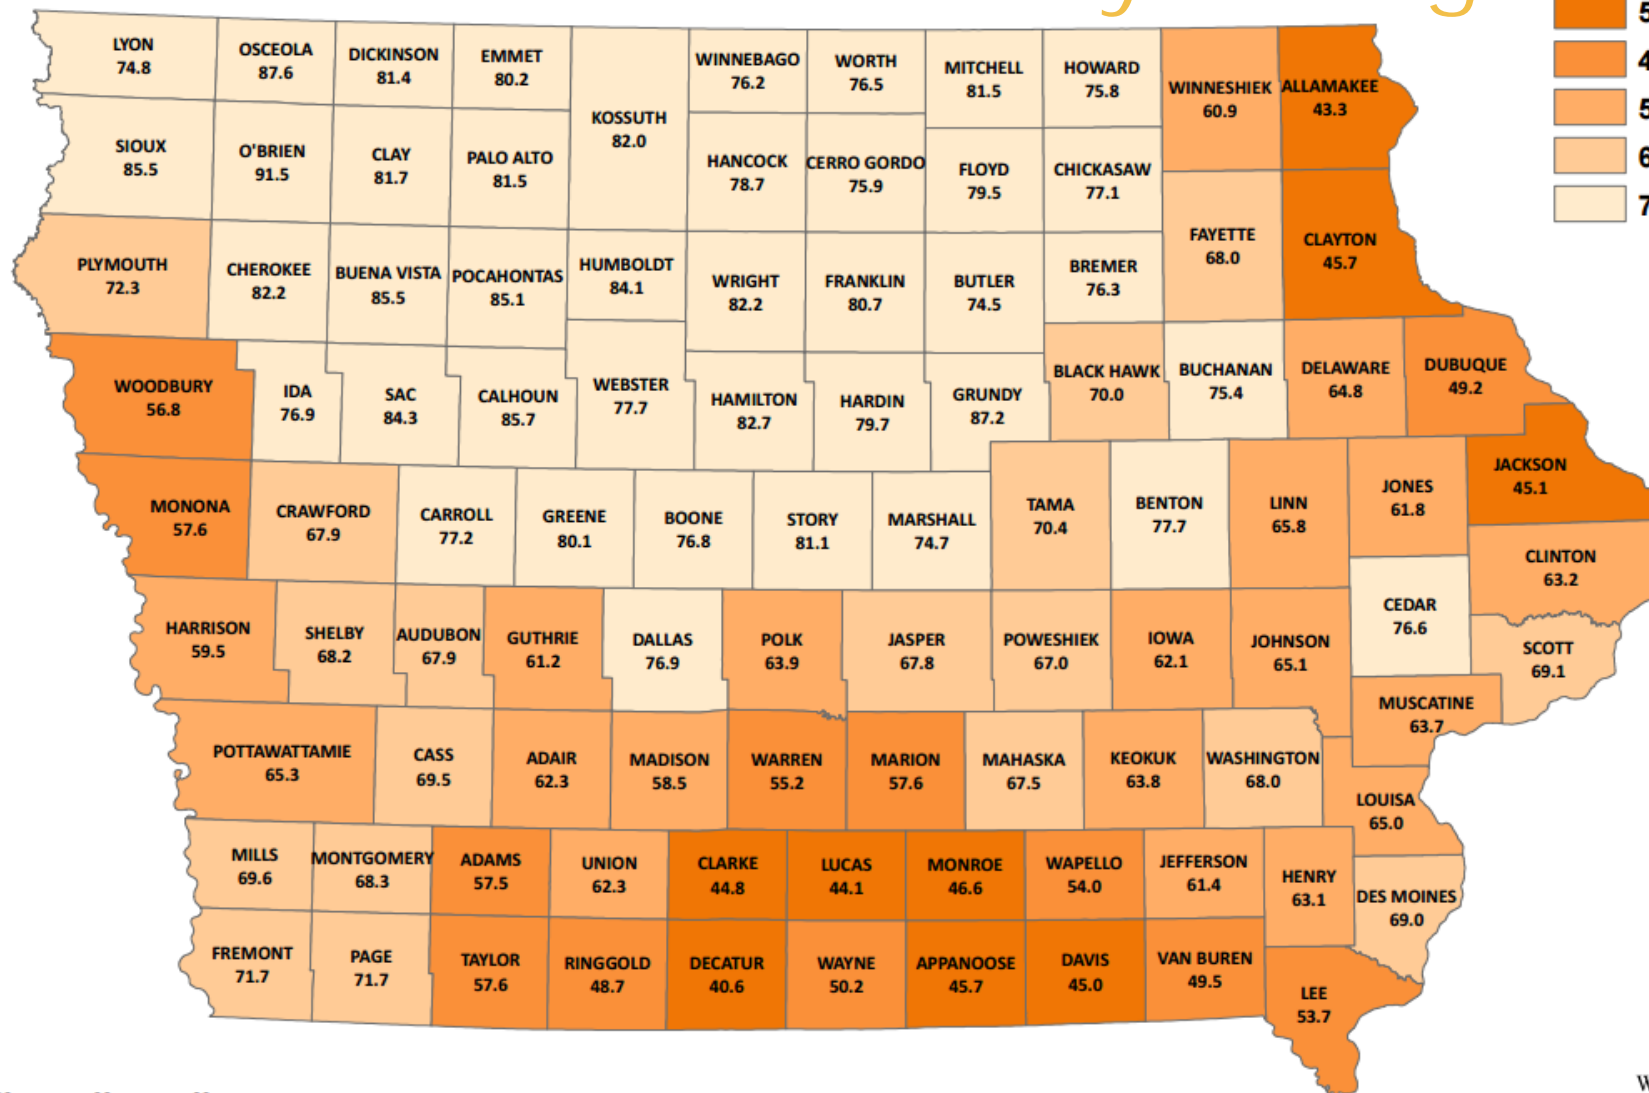 5
4
5
6
7
LYON
74.8
OSCEOLA
87.6
DICKINSON
81.4
EMMET
80.2
KOSSUTH
82.0
WINNEBAGO
76.2
WORTH
76.5
MITCHELL
81.5
HOWARD
75.8
WINNESHIEK
60.9
ALLAMAKEE
43.3
SIOUX
85.5
O'BRIEN
91.5
CLAY
81.7
PALO ALTO
81.5
HANCOCK
78.7
CERRO GORDO
75.9
FLOYD
79.5
CHICKASAW
77.1
FAYETTE
68.0
CLAYTON
45.7
PLYMOUTH
72.3
CHEROKEE
82.2
BUENA VISTA
85.5
POCAHONTAS
85.1
HUMBOLDT
84.1
WRIGHT
82.2
FRANKLIN
80.7
BUTLER
74.5
BREMER
76.3
WOODBURY
56.8
IDA
76.9
SAC
84.3
CALHOUN
85.7
WEBSTER
77.7
HAMILTON
82.7
HARDIN
79.7
GRUNDY
87.2
BLACK HAWK
70.0
BUCHANAN
75.4
DELAWARE
64.8
DUBUQUE
49.2
MONONA
57.6
CRAWFORD
67.9
CARROLL
77.2
GREENE
80.1
BOONE
76.8
STORY
81.1
MARSHALL
74.7
TAMA
70.4
BENTON
77.7
LINN
65.8
JONES
61.8
JACKSON
45.1
CLINTON
63.2
HARRISON
59.5
SHELBY
68.2
AUDUBON
67.9
GUTHRIE
61.2
DALLAS
76.9
POLK
63.9
JASPER
67.8
POWESHIEK
67.0
IOWA
62.1
JOHNSON
65.1
CEDAR
76.6
SCOTT
69.1
MUSCATINE
63.7
POTTAWATTAMIE
65.3
CASS
69.5
ADAIR
62.3
MADISON
58.5
WARREN
55.2
MARION
57.6
MAHASKA
67.5
KEOKUK
63.8
WASHINGTON
68.0
LOUISA
65.0
MILLS
69.6
MONTGOMERY
68.3
ADAMS
57.5
UNION
62.3
CLARKE
44.8
LUCAS
44.1
MONROE
46.6
WAPELLO
54.0
JEFFERSON
61.4
HENRY
63.1
DES MOINES
69.0
FREMONT
71.7
PAGE
71.7
TAYLOR
57.6
RINGGOLD
48.7
DECATUR
40.6
WAYNE
50.2
APPANOOSE
45.7
DAVIS
45.0
VAN BUREN
49.5
LEE
53.7